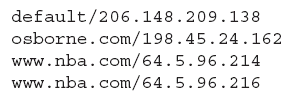 default/206.148.209.138
osborne.com/198.45.24.162
www.nba.com/64.5.96.214
www.nba.com/64.5.96.216